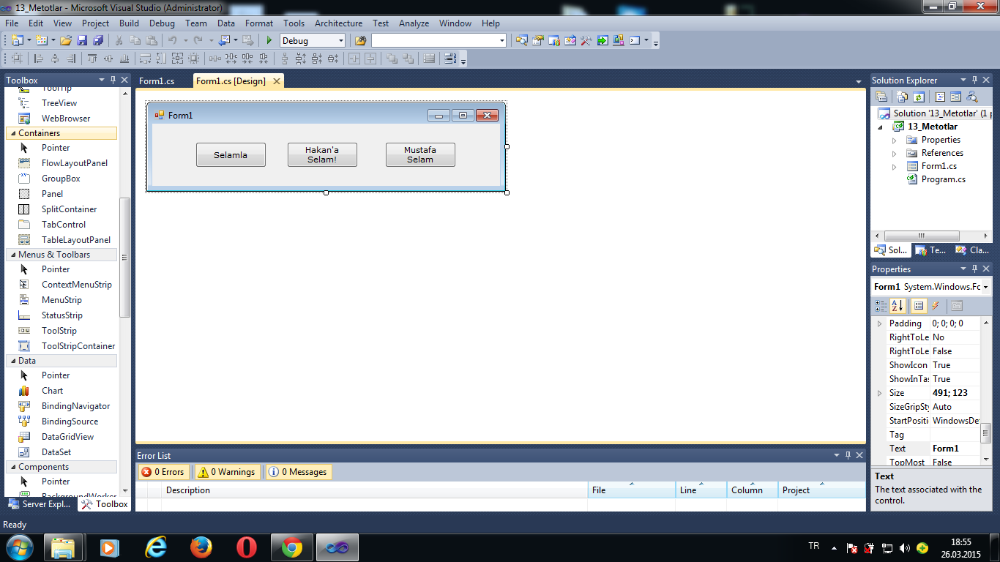 13_Metotlar - Microsoft Visual Studio (Administrator)
File Edit View Project Build Debug Team Data Format Tools Architecture Test Analyze Window Help
Debug
Toolbox
ToolTip
TreeView
WebBrowser
Containers
Pointer
FlowLayoutPanel
GroupBox
Panel
SplitContainer
TabControl
TableLayoutPanel
Menus & Toolbars
Pointer
ContextMenuStrip
MenuStrip
StatusStrip
ToolStrip
ToolStripContainer
Data
Pointer
Chart
BindingNavigator
BindingSource
DataGridView
DataSet
Components
Pointer
BackgroundWorker
Server Expl... Toolbox
Form1.cs Form1.cs [Design]
Form1
Selamla
Hakan'a
Selam!
Mustafa
Selam
Error List
0 Errors 0 Warnings 0 Messages
Description File Line Column Project
Solution Explorer
Solution '13_Metotlar' (1 p
13_Metotlar
Properties
References
Form1.cs
Program.cs
Sol... Te... Cla...
Properties
Form1 System.Windows.Fc
Padding 0; 0; 0; 0
RightToLe No
RightToLe False
ShowIcon True
ShowInTas True
Size 491; 123
SizeGripSty Auto
StartPositio WindowsDe
Tag
Text Form1
TopMost False
Text
The text associated with the
control.
Ready
TR
18:55
26.03.2015